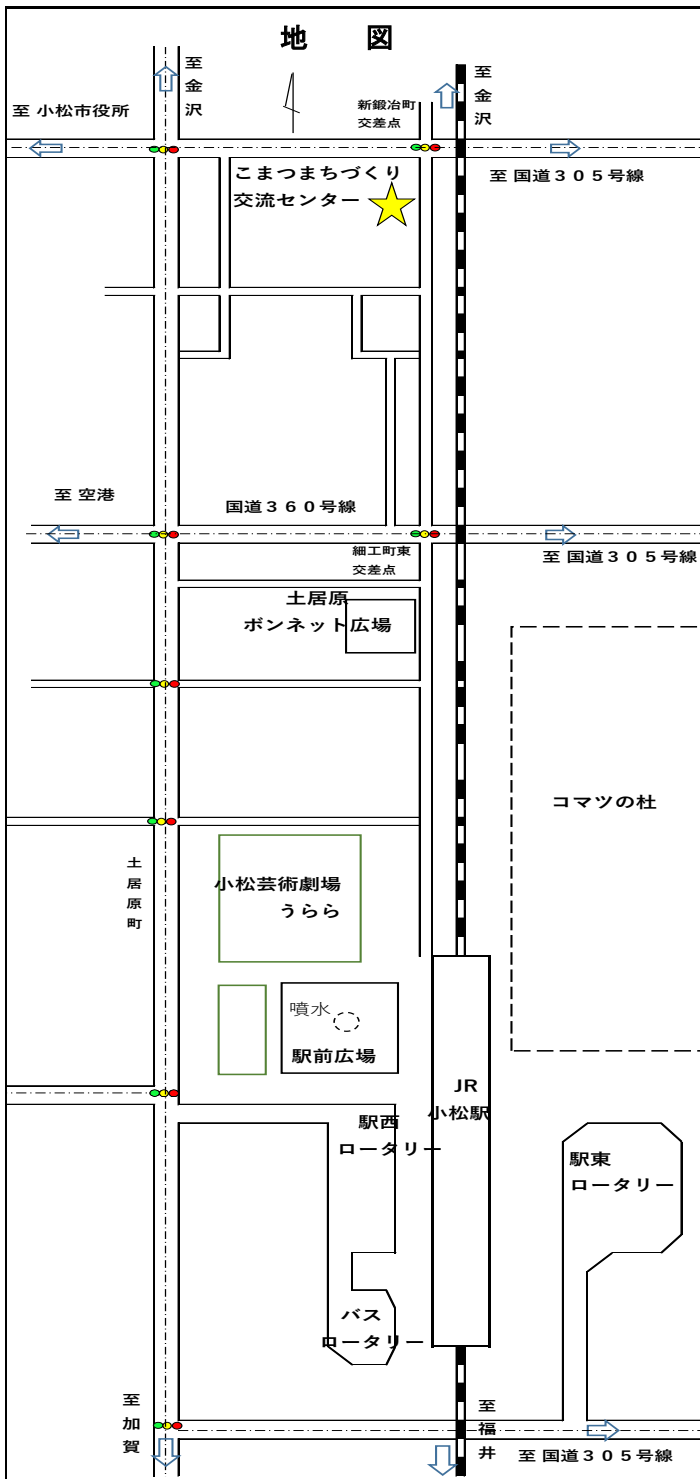 地　図
至金沢
至金沢
至 小松市役所
新鍛冶町
交差点
こまつまちづくり
交流センター
至 国道３０５号線
至 空港
国道３６０号線
細工町東
交差点
至 国道３０５号線
土居原
ボンネット広場
コマツの杜
土居原町
小松芸術劇場
うらら
噴水
駅前広場
JR
小松駅
駅西
ロータリー
駅東
ロータリー
バス
ロータリー
至加賀
至福井
至 国道３０５号線